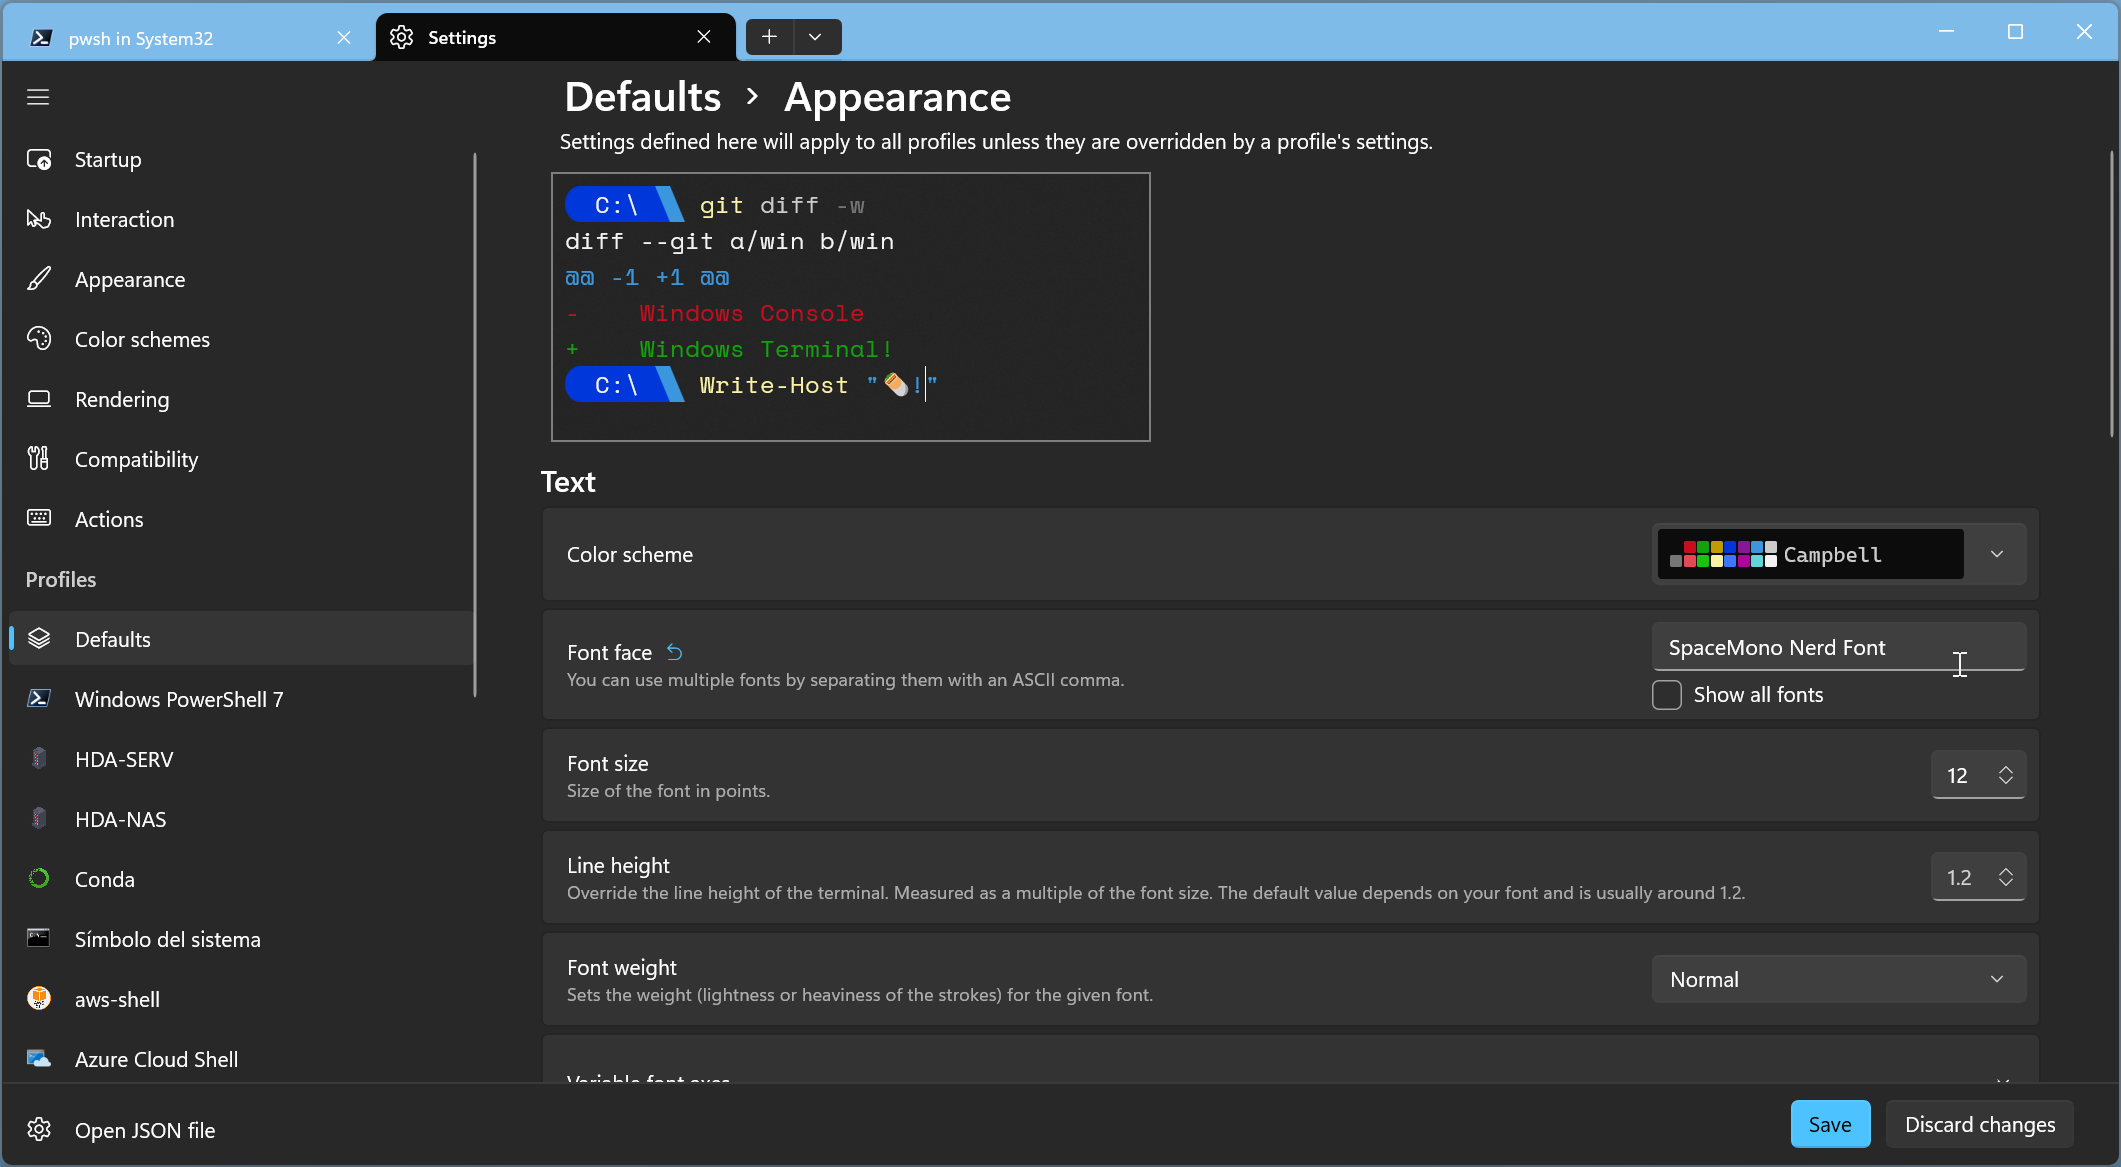 pwsh in System32
Settings
Defaults > Appearance
Settings defined here will apply to all profiles unless they are overridden by a profile's settings.
Startup
Interaction
Appearance
Color schemes
Rendering
Compatibility
Actions
Profiles
Defaults
Windows PowerShell 7
HDA-SERV
HDA-NAS
Conda
Símbolo del sistema
aws-shell
Azure Cloud Shell
Open JSON file
C:\ git diff -w
diff --git a/win b/win
@@ -1 +1 @@
-    Windows Console
+    Windows Terminal!
C:\ Write-Host "🌯!"
Text
Color scheme
Campbell
Font face
You can use multiple fonts by separating them with an ASCII comma.
SpaceMono Nerd Font
Show all fonts
Font size
Size of the font in points.
12
Line height
Override the line height of the terminal. Measured as a multiple of the font size. The default value depends on your font and is usually around 1.2.
1.2
Font weight
Sets the weight (lightness or heaviness of the strokes) for the given font.
Normal
Variable font axes
Save
Discard changes